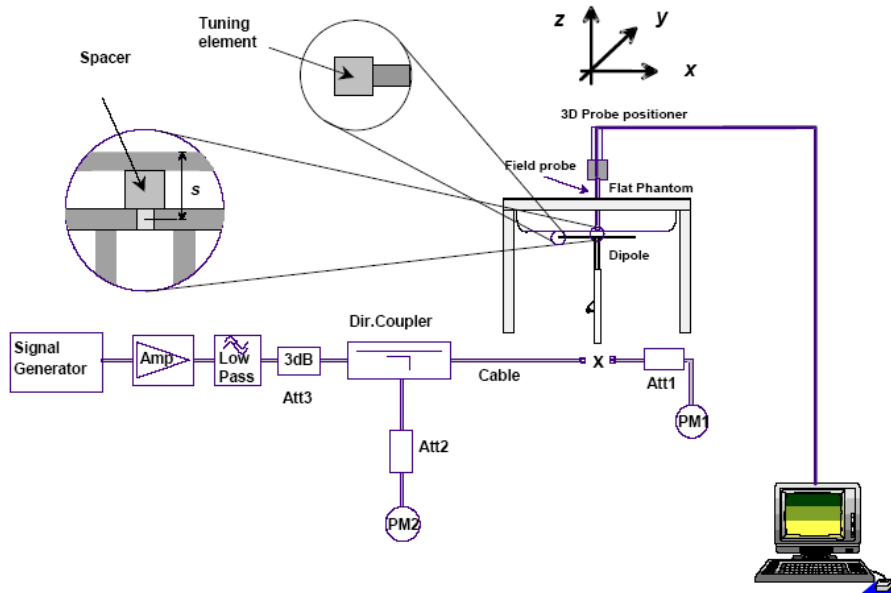 Tuning
element
Spacer
s
z
y
x
3D Probe positioner
Field probe
Flat Phantom
Dipole
Dir.Coupler
Signal
Generator
Amp
Low
Pass
3dB
Att3
Cable
X
Att1
PM1
Att2
PM2